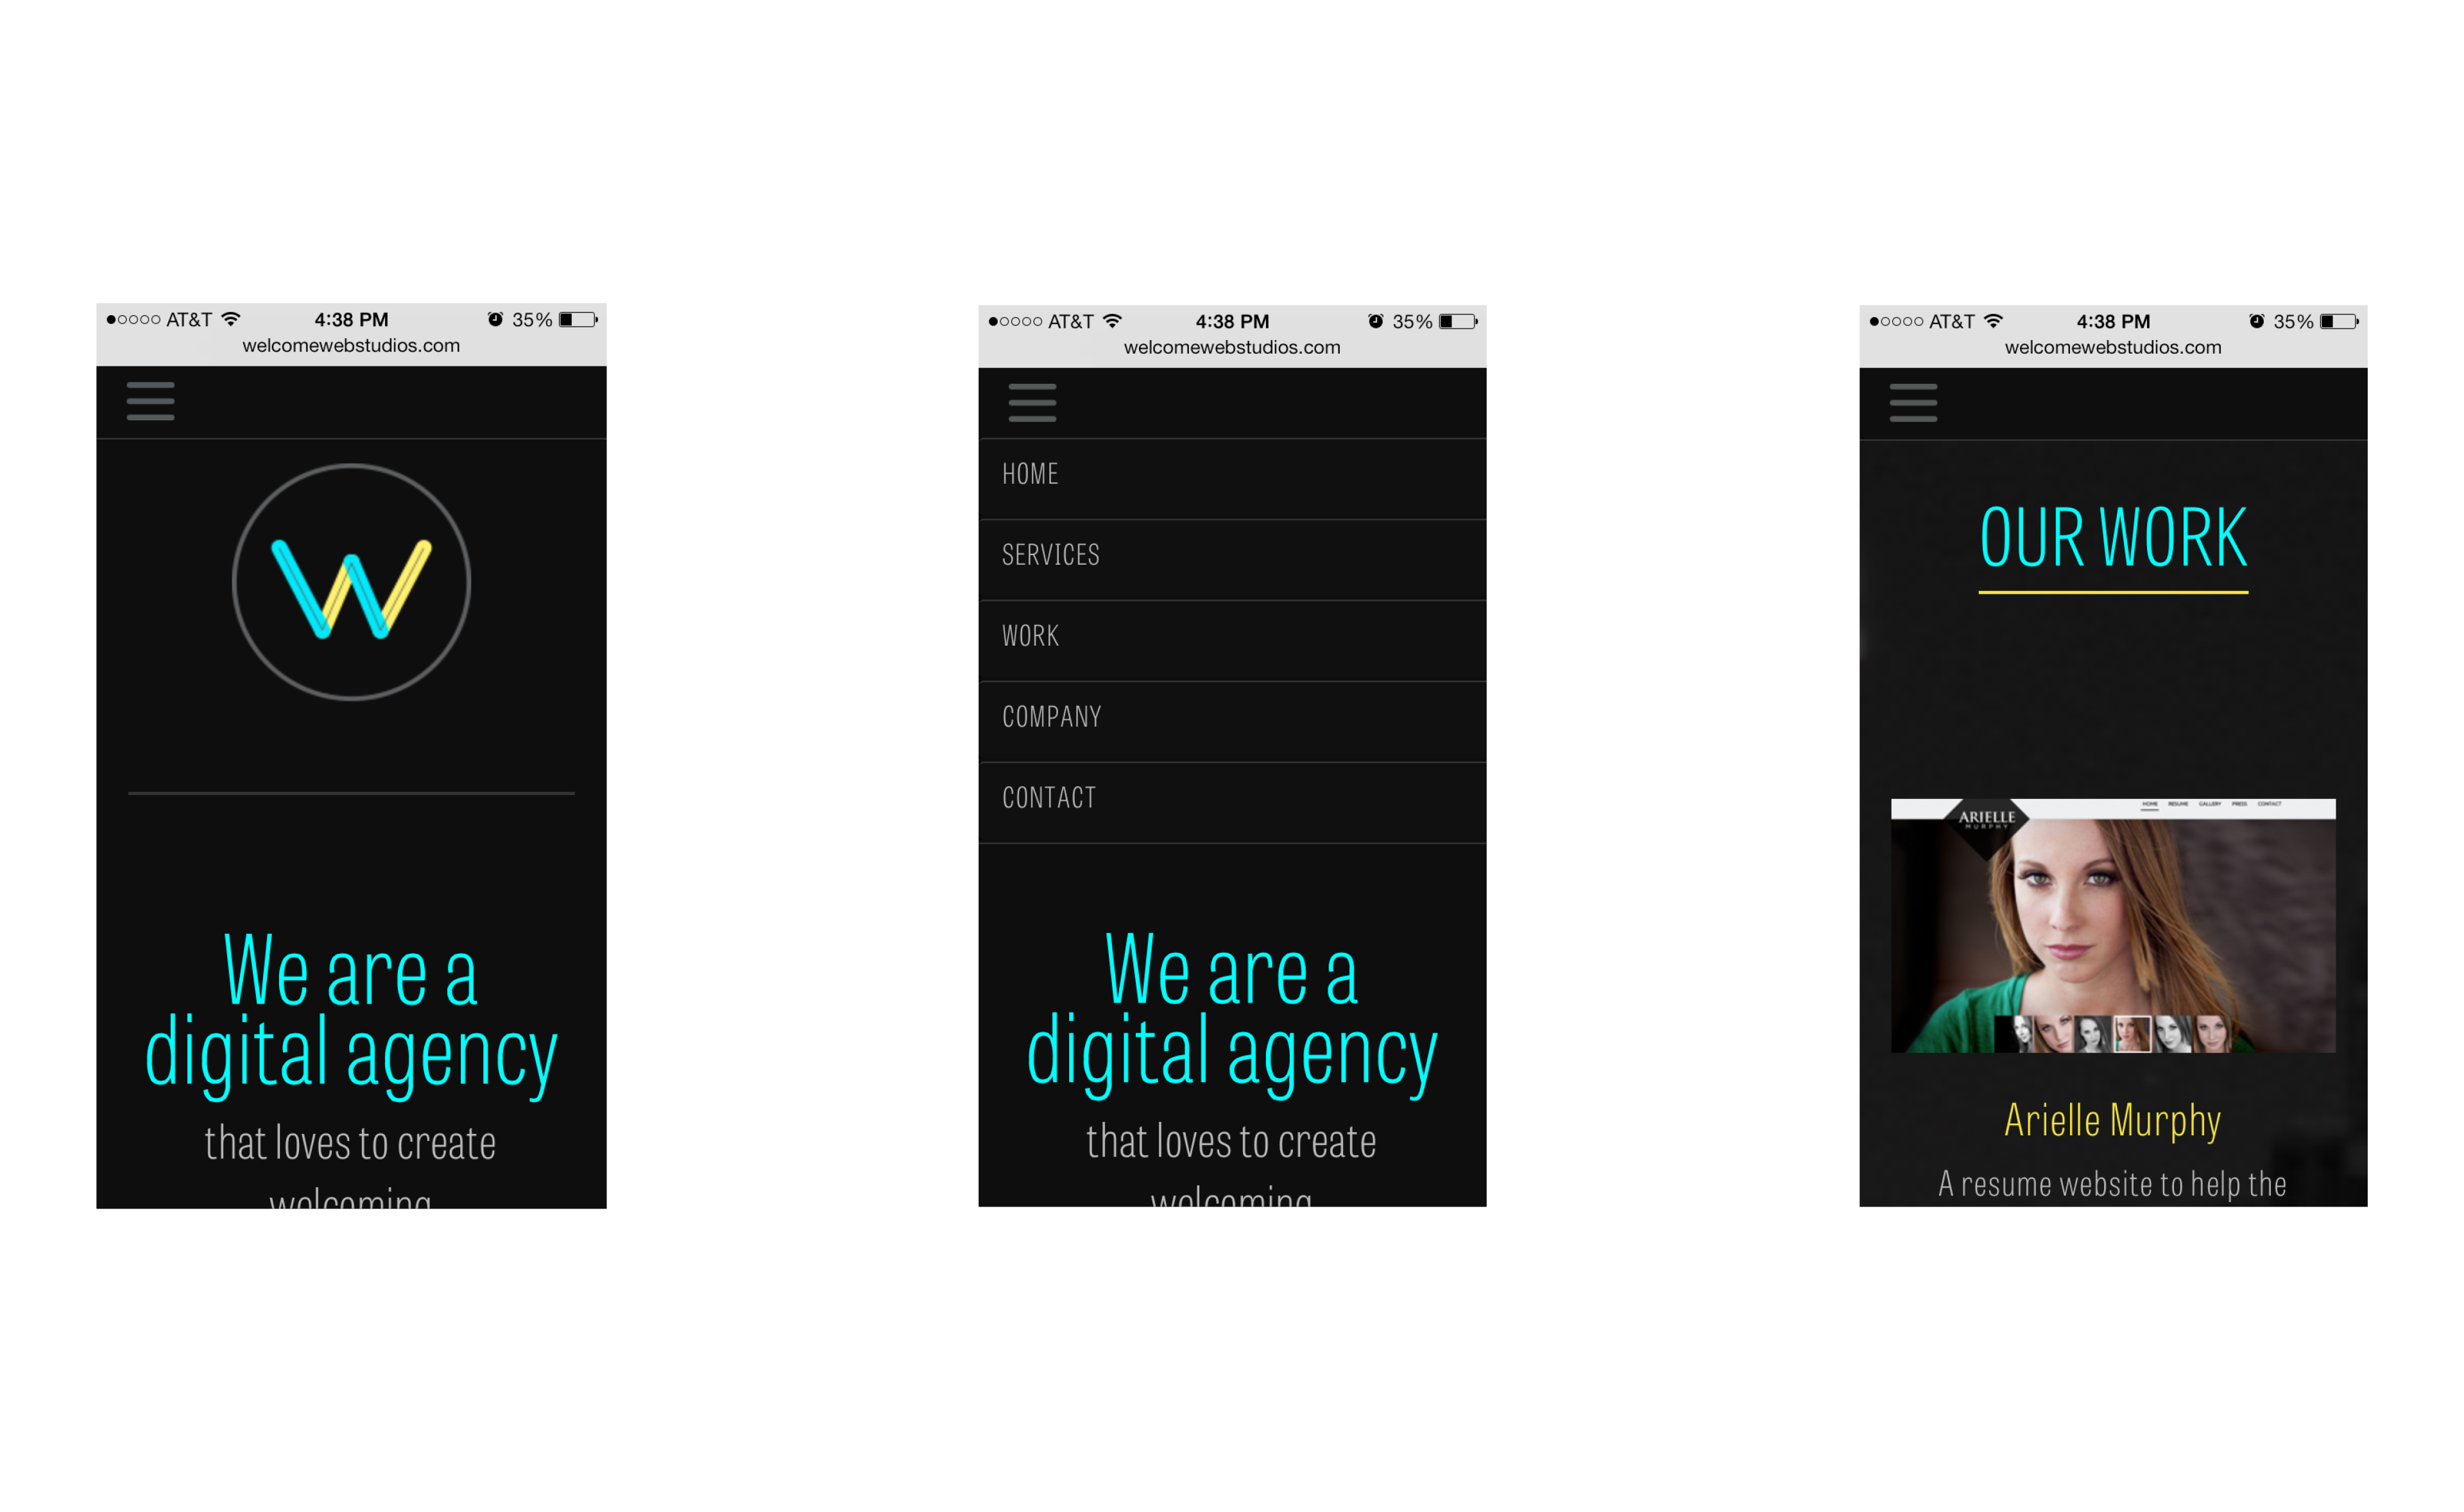 AT&T 4:38 PM 35%
welcomewebstudios.com
W
We are a
digital agency
that loves to create
welcoming
AT&T 4:38 PM 35%
welcomewebstudios.com
HOME
SERVICES
WORK
COMPANY
CONTACT
We are a
digital agency
that loves to create
welcoming
AT&T 4:38 PM 35%
welcomewebstudios.com
OUR WORK
HOME RESUME GALLERY PRESS CONTACT
ARIELLE
MURPHY
Arielle Murphy
A resume website to help the